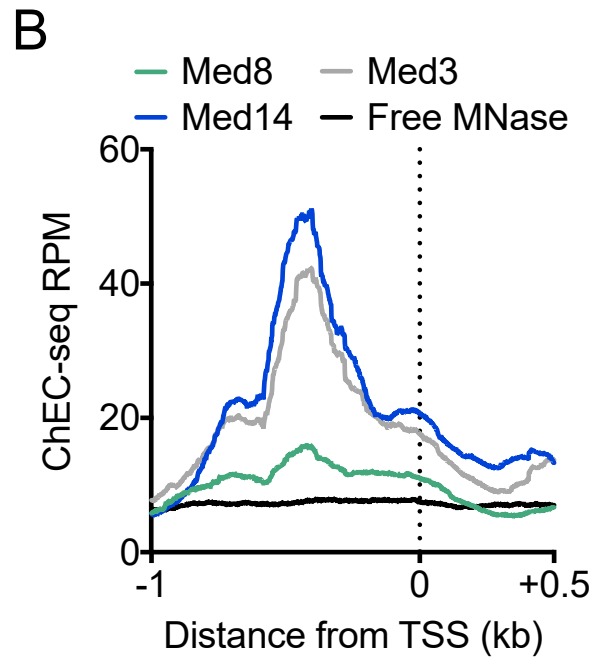 B
Med8 Med3
Med14 Free MNase
60
40
20
0
ChEC-seq RPM
-1 0 +0.5
Distance from TSS (kb)